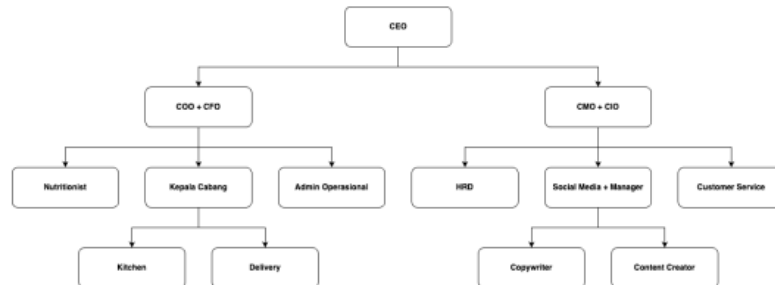 CEO
COO + CFO
CMO + CIO
Nutritionist
Kepala Cabang
Admin Operasional
HRD
Social Media + Manager
Customer Service
Kitchen
Delivery
Copywriter
Content Creator